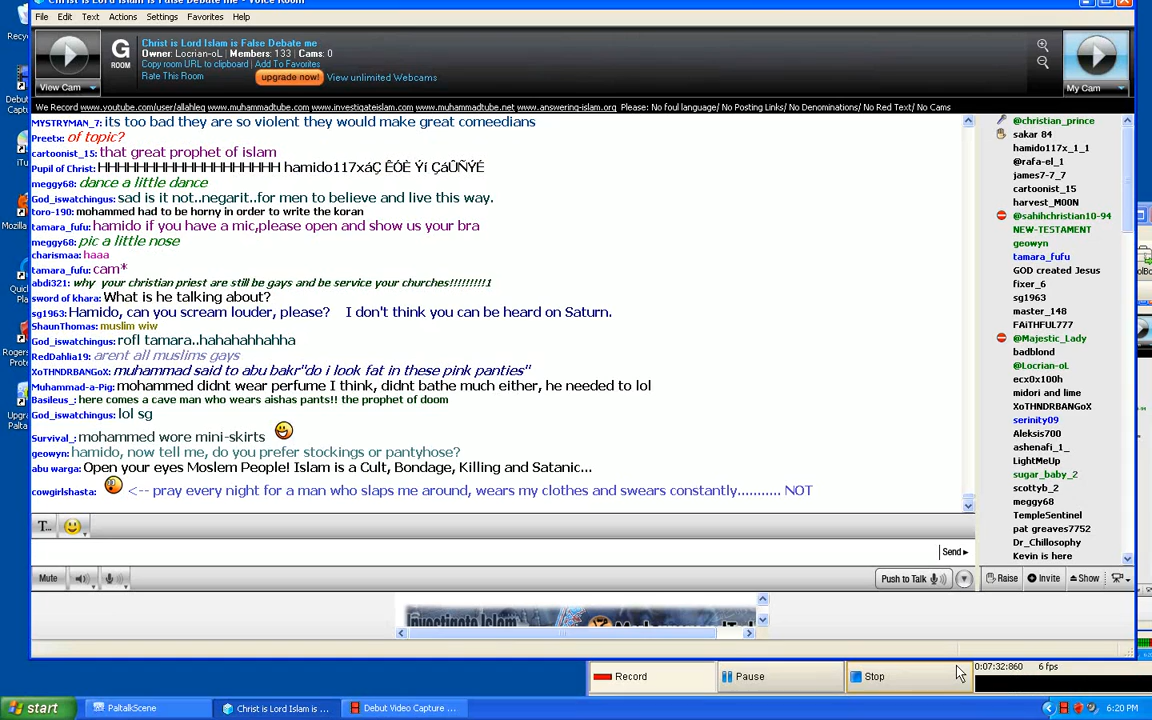 Christ is Lord Islam is False Debate me - Voice Room
File Edit Text Actions Settings Favorites Help
Recyc
View Cam
G
ROOM
Christ is Lord Islam is False Debate me
Owner: Locrian-oL | Members: 133 | Cams: 0
Copy room URL to clipboard | Add To Favorites
Rate This Room
upgrade now!
View unlimited Webcams
My Cam
We Record www.youtube.com/user/allahleg www.muhammadtube.com www.investigateislam.com www.muhammadtube.net www.answering-islam.org Please: No foul language/ No Posting Links/ No Denominations/ No Red Text/ No Cams
MYSTRYMAN_7: its too bad they are so violent they would make great comeedians
Preetx: of topic?
cartoonist_15: that great prophet of islam
Pupil of Christ: HHHHHHHHHHHHHHHHHHHH hamido117xáÇ ÊÓÈ Ýí ÇáÛÑÝÉ
meggy68: dance a little dance
God_iswatchingus: sad is it not..negarit..for men to believe and live this way.
toro-190: mohammed had to be horny in order to write the koran
tamara_fufu: hamido if you have a mic,please open and show us your bra
meggy68: pic a little nose
charismaa: haaa
tamara_fufu: cam*
abdi321: why your christian priest are still be gays and be service your churches!!!!!!!!!1
sword of khara: What is he talking about?
sg1963: Hamido, can you scream louder, please? I don't think you can be heard on Saturn.
ShaunThomas: muslim wiw
God_iswatchingus: rofl tamara..hahahahhahha
RedDahlia19: arent all muslims gays
XoTHNDRBANGoX: muhammad said to abu bakr"do i look fat in these pink panties"
Muhammad-a-Pig: mohammed didnt wear perfume I think, didnt bathe much either, he needed to lol
Basileus_: here comes a cave man who wears aishas pants!! the prophet of doom
God_iswatchingus: lol sg
Survival_: mohammed wore mini-skirts
geowyn: hamido, now tell me, do you prefer stockings or pantyhose?
abu warga: Open your eyes Moslem People! Islam is a Cult, Bondage, Killing and Satanic...
cowgirlshasta: <-- pray every night for a man who slaps me around, wears my clothes and swears constantly........... NOT
@christian_prince
sakar 84
hamido117x_1_1
@rafa-el_1
james7-7_7
cartoonist_15
harvest_M00N
@sahihchristian10-94
NEW-TESTAMENT
geowyn
tamara_fufu
GOD created Jesus
fixer_6
sg1963
master_148
FAiTHFUL777
@Majestic_Lady
badblond
@Locrian-oL
ecx0x100h
midori and lime
XoTHNDRBANGoX
serinity09
Aleksis700
ashenafi_1_
LightMeUp
sugar_baby_2
scottyb_2
meggy68
TempleSentinel
pat greaves7752
Dr_Chillosophy
Kevin is here
T...
Send
Mute
Push to Talk
Raise Invite Show
Investigate Islam
Record Pause Stop
0:07:32:860 6 fps
start
PaltalkScene
Christ is Lord Islam is ...
Debut Video Capture ...
6:20 PM